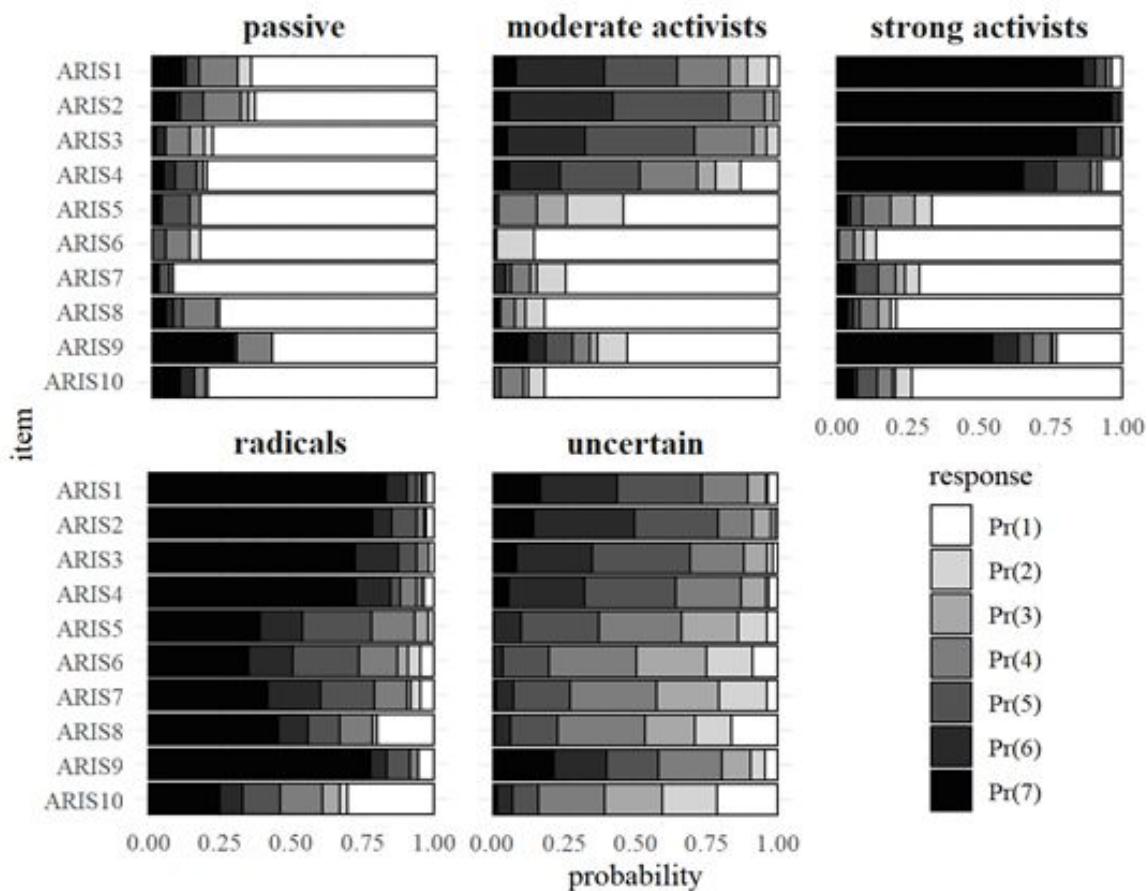 passive
moderate activists
strong activists
ARIS1
ARIS2
ARIS3
ARIS4
ARIS5
ARIS6
ARIS7
ARIS8
ARIS9
ARIS10
0.00 0.25 0.50 0.75 1.00
item
radicals
uncertain
ARIS1
ARIS2
ARIS3
ARIS4
ARIS5
ARIS6
ARIS7
ARIS8
ARIS9
ARIS10
0.00 0.25 0.50 0.75 1.00
0.00 0.25 0.50 0.75 1.00
probability
response
Pr(1)
Pr(2)
Pr(3)
Pr(4)
Pr(5)
Pr(6)
Pr(7)